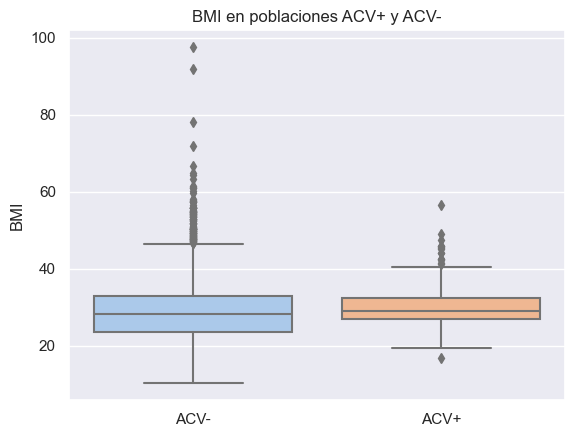 BMI en poblaciones ACV+ y ACV-
100
80
60
40
20
BMI
ACV-
ACV+